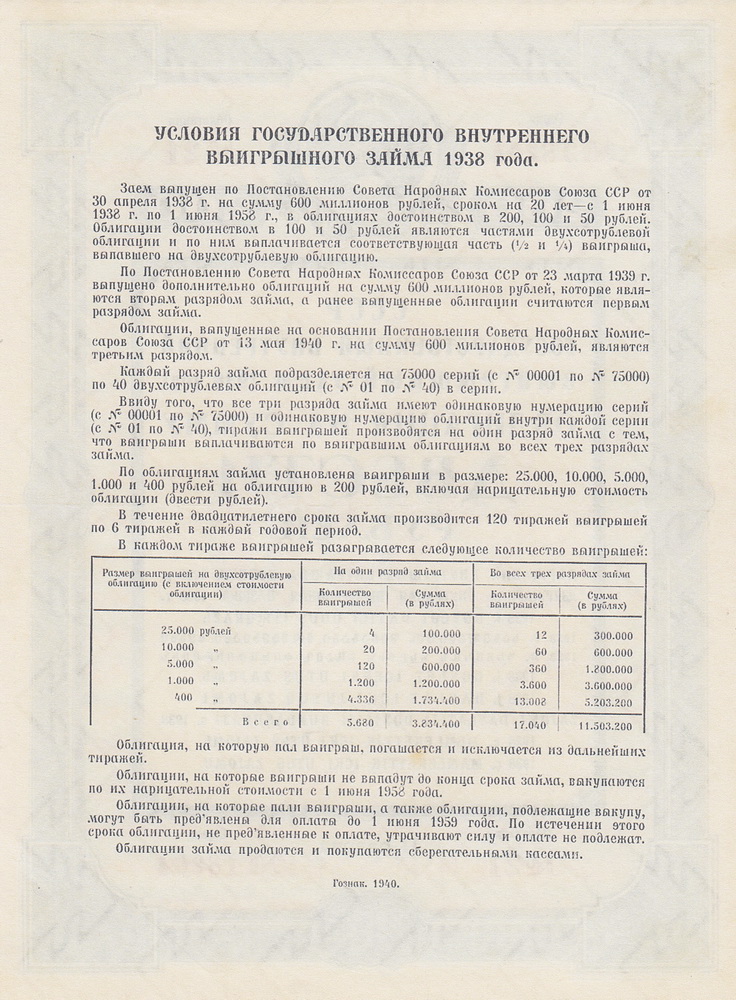 УСЛОВИЯ ГОСУДАРСТВЕННОГО ВНУТРЕННЕГО
ВЫИГРЫШНОГО ЗАЙМА 1938 года.
Заем выпущен по Постановлению Совета Народных Комиссаров Союза ССР от
30 апреля 1938 г. на сумму 600 миллионов рублей, сроком на 20 лет—с 1 июня
1938 г. по 1 июня 1958 г., в облигациях достоинством в 200, 100 и 50 рублей.
Облигации достоинством в 100 и 50 рублей являются частями двухсотрублевой
облигации и по ним выплачивается соответствующая часть (1/2 и 1/4) выигрыша,
выпавшего на двухсотрублевую облигацию.
По Постановлению Совета Народных Комиссаров Союза ССР от 23 марта 1939 г.
выпущено дополнительно облигаций на сумму 600 миллионов рублей, которые явля-
ются вторым разрядом займа, а ранее выпущенные облигации считаются первым
разрядом займа.
Облигации, выпущенные на основании Постановления Совета Народных Комис-
саров Союза ССР от 13 мая 1940 г. на сумму 600 миллионов рублей, являются
третьим разрядом.
Каждый разряд займа подразделяется на 75000 серий (с № 00001 по № 75000)
по 40 двухсотрублевых облигаций (с № 01 по № 40) в серии.
Ввиду того, что все три разряда займа имеют одинаковую нумерацию серий
(с № 00001 по № 75000) и одинаковую нумерацию облигаций внутри каждой серии
(с № 01 по № 40), тиражи выигрышей производятся на один разряд займа с тем,
что выигрыши выплачиваются по выигравшим облигациям во всех трех разрядах
займа.
По облигациям займа установлены выигрыши в размере: 25.000, 10.000, 5.000,
1.000 и 400 рублей на облигацию в 200 рублей, включая нарицательную стоимость
облигации (двести рублей).
В течение двадцатилетнего срока займа производится 120 тиражей выигрышей
по 6 тиражей в каждый годовой период.
В каждом тираже выигрышей разыгрывается следующее количество выигрышей:
Размер выигрышей на двухсотрублевую облигацию (с включением стоимости облигации) На один разряд займа Во всех трех разрядах займа
Количество выигрышей Сумма (в рублях) Количество выигрышей Сумма (в рублях)
25.000 рублей 4 100.000 12 300.000
10.000 „ 20 200.000 60 600.000
5.000 „ 120 600.000 360 1.800.000
1.000 „ 1.200 1.200.000 3.600 3.600.000
400 „ 4.336 1.734.400 13.008 5.203.200
Всего 5.680 3.834.400 17.040 11.503.200
Облигация, на которую пал выигрыш, погашается и исключается из дальнейших
тиражей.
Облигации, на которые выигрыши не выпадут до конца срока займа, выкупаются
по их нарицательной стоимости с 1 июня 1958 года.
Облигации, на которые пали выигрыши, а также облигации, подлежащие выкупу,
могут быть пред'явлены для оплаты до 1 июня 1959 года. По истечении этого
срока облигации, не пред'явленные к оплате, утрачивают силу и оплате не подлежат.
Облигации займа продаются и покупаются сберегательными кассами.
Гознак. 1940.